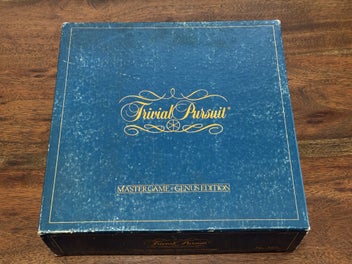 Trivial Pursuit®
MASTER GAME - GENUS EDITION
Trivial Pursuit